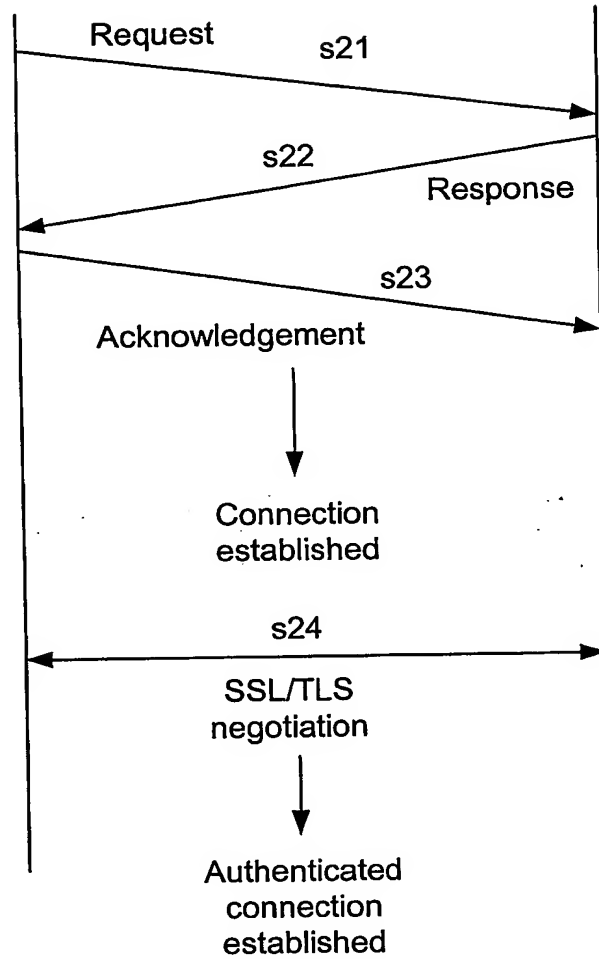 Request
s21
s22
Response
s23
Acknowledgement
Connection
established
s24
SSL/TLS
negotiation
Authenticated
connection
established